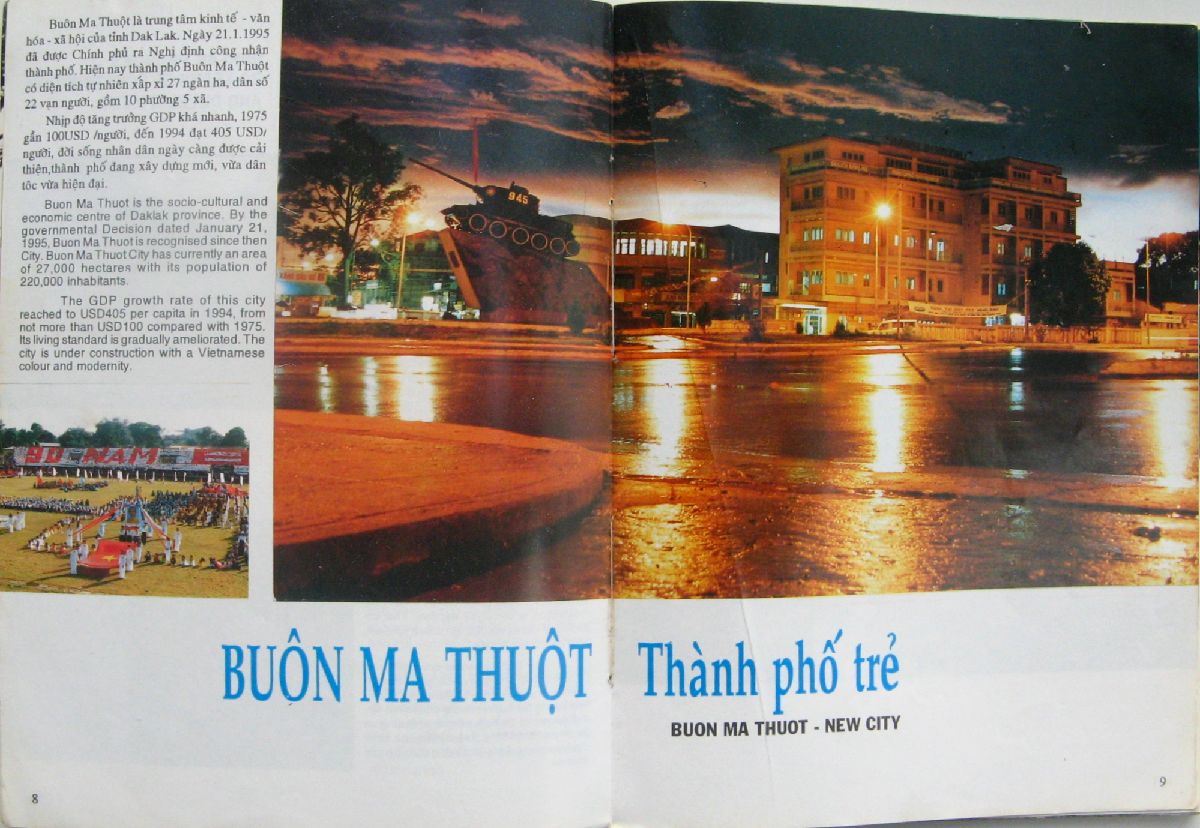 Buôn Ma Thuột là trung tâm kinh tế - văn
hóa - xã hội của tỉnh Dak Lak. Ngày 21.1.1995
đã được Chính phủ ra Nghị định công nhận
thành phố. Hiện nay thành phố Buôn Ma Thuột
có diện tích tự nhiên xấp xỉ 27 ngàn ha, dân số
22 vạn người, gồm 10 phường 5 xã.
Nhịp độ tăng trưởng GDP khá nhanh, 1975
gần 100USD /người, đến 1994 đạt 405 USD/
người, đời sống nhân dân ngày càng được cải
thiện,thành phố đang xây dựng mới, vừa dân
tộc vừa hiện đại.
Buon Ma Thuot is the socio-cultural and
economic centre of Daklak province. By the
governmental Decision dated January 21,
1995, Buon Ma Thuot is recognised since then
City. Buon Ma Thuot City has currently an area
of 27,000 hectares with its population of
220,000 inhabitants.
The GDP growth rate of this city
reached to USD405 per capita in 1994, from
not more than USD100 compared with 1975.
Its living standard is gradually ameliorated. The
city is under construction with a Vietnamese
colour and modernity.
945
90 NAM
BUÔN MA THUỘT Thành phố trẻ
BUON MA THUOT - NEW CITY
8
9